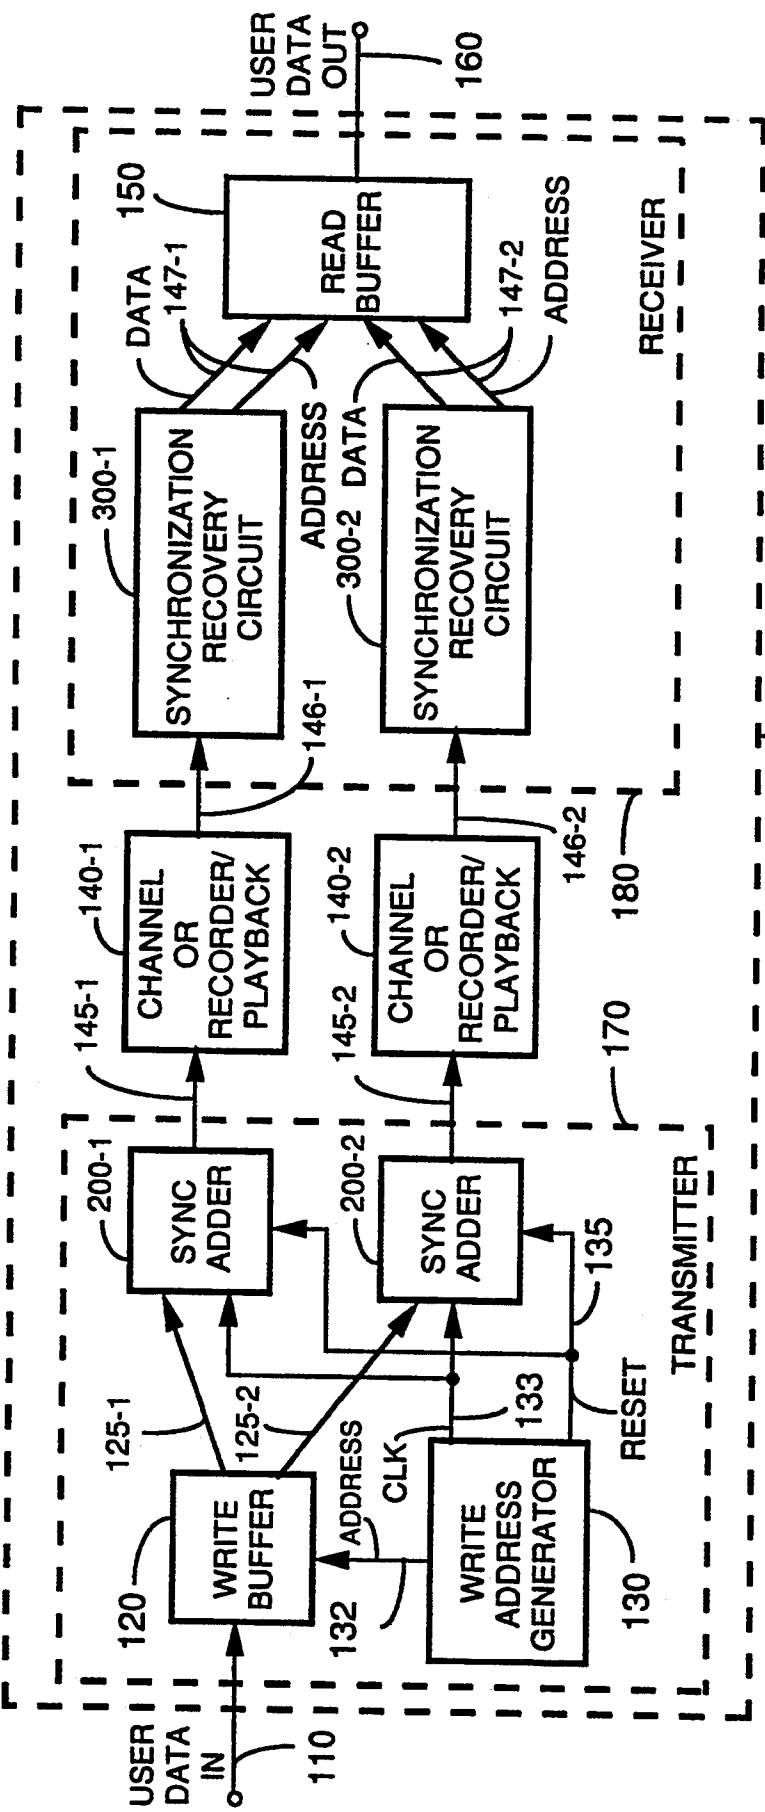 USER
DATA
IN
110
120
WRITE
BUFFER
125-1
125-2
ADDRESS
132
CLK
133
WRITE
ADDRESS
GENERATOR
130
RESET
135
200-1
SYNC
ADDER
200-2
SYNC
ADDER
TRANSMITTER
170
145-1
140-1
CHANNEL
OR
RECORDER/
PLAYBACK
145-2
140-2
CHANNEL
OR
RECORDER/
PLAYBACK
146-1
146-2
180
300-1
SYNCHRONIZATION
RECOVERY
CIRCUIT
300-2
SYNCHRONIZATION
RECOVERY
CIRCUIT
DATA
147-1
ADDRESS
DATA
147-2
ADDRESS
150
READ
BUFFER
RECEIVER
USER
DATA
OUT
160